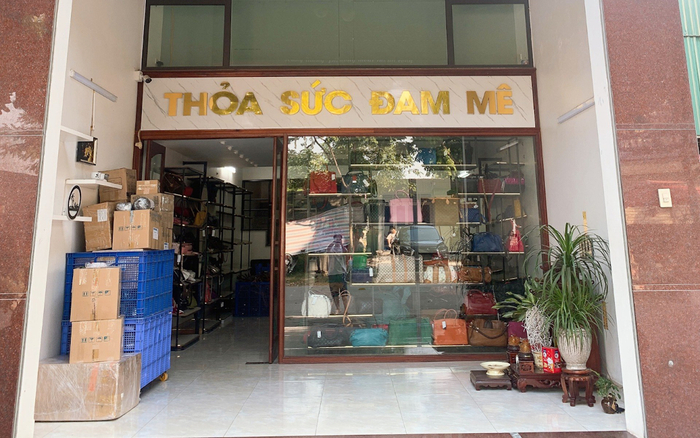 THỎA SỨC ĐAM MÊ